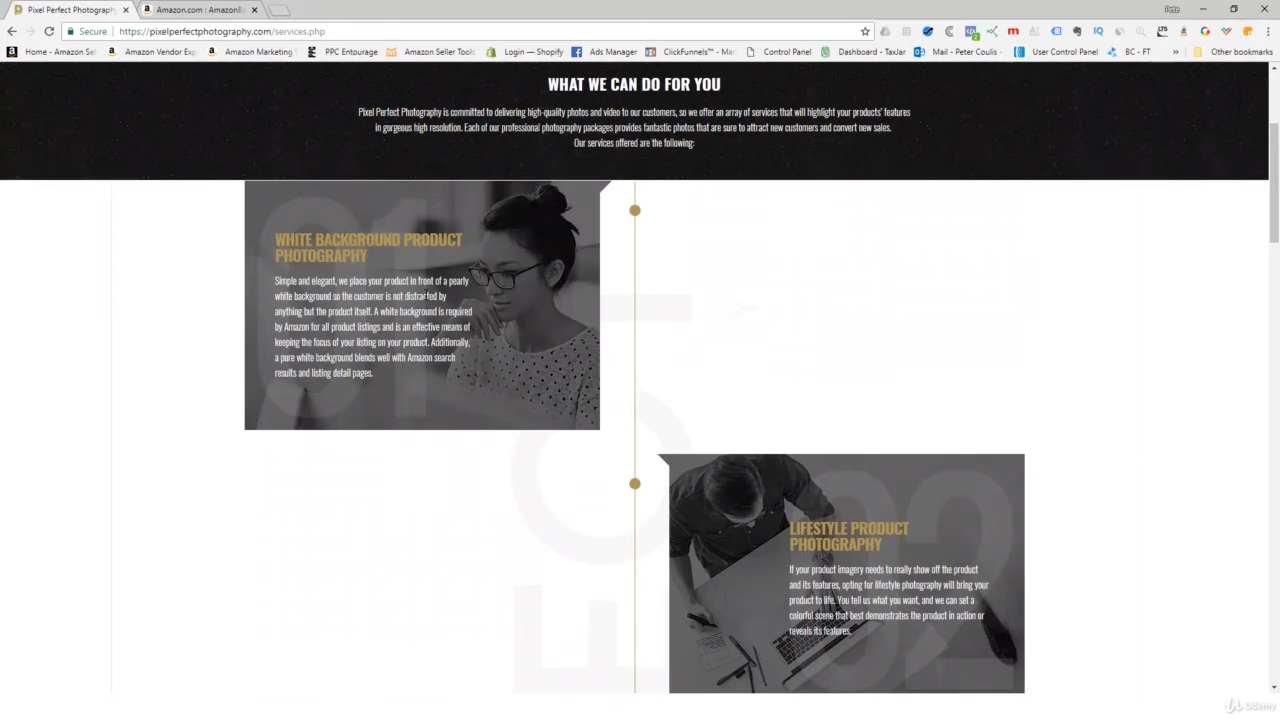 Pixel Perfect Photography
Amazon.com : AmazonBa
Pete
Secure
https://pixelperfectphotography.com/services.php
Home - Amazon Sel
Amazon Vendor Exp
Amazon Marketing
PPC Entourage
Amazon Seller Tools
Login — Shopify
Ads Manager
ClickFunnels™ - Mar
Control Panel
Dashboard - TaxJar
Mail - Peter Coulis -
User Control Panel
BC - FT
Other bookmarks
WHAT WE CAN DO FOR YOU
Pixel Perfect Photography is committed to delivering high-quality photos and video to our customers, so we offer an array of services that will highlight your products' features
in gorgeous high resolution. Each of our professional photography packages provides fantastic photos that are sure to attract new customers and convert new sales.
Our services offered are the following:
01
WHITE BACKGROUND PRODUCT
PHOTOGRAPHY
Simple and elegant, we place your product in front of a pearly
white background so the customer is not distracted by
anything but the product itself. A white background is required
by Amazon for all product listings and is an effective means of
keeping the focus of your listing on your product. Additionally,
a pure white background blends well with Amazon search
results and listing detail pages.
02
LIFESTYLE PRODUCT
PHOTOGRAPHY
If your product imagery needs to really show off the product
and its features, opting for lifestyle photography will bring your
product to life. You tell us what you want, and we can set a
colorful scene that best demonstrates the product in action or
reveals its features.
Udemy